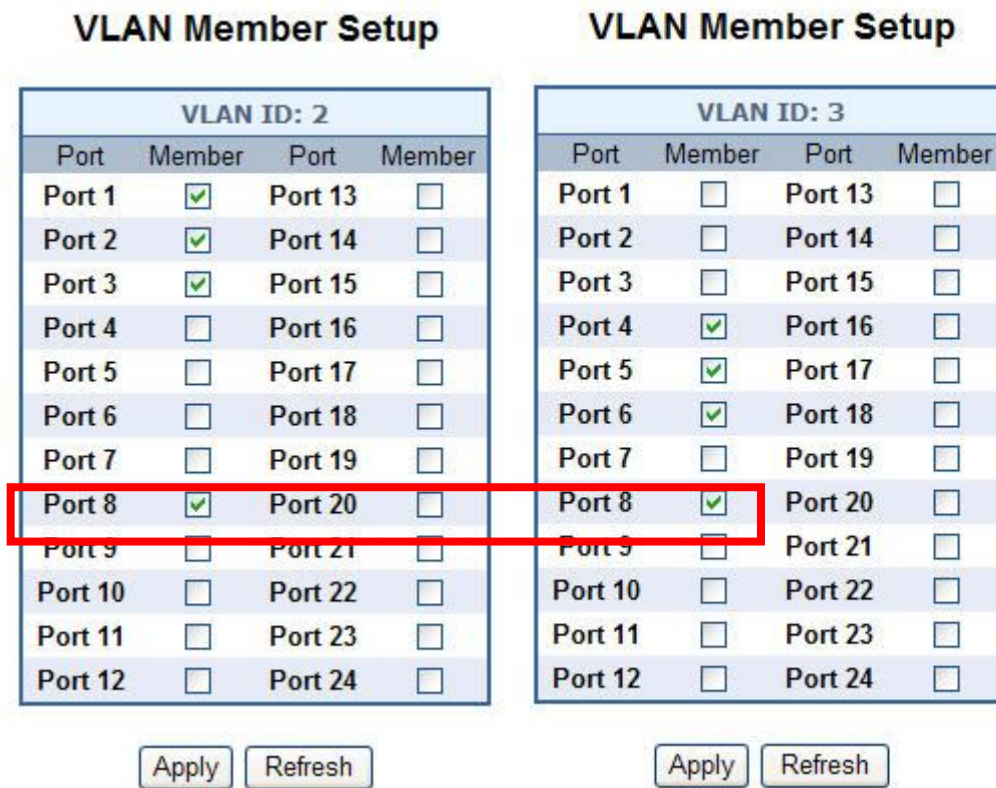 VLAN Member Setup
VLAN ID: 2
Port Member Port Member
Port 1 Port 13
Port 2 Port 14
Port 3 Port 15
Port 4 Port 16
Port 5 Port 17
Port 6 Port 18
Port 7 Port 19
Port 8 Port 20
Port 9 Port 21
Port 10 Port 22
Port 11 Port 23
Port 12 Port 24
Apply Refresh
VLAN Member Setup
VLAN ID: 3
Port Member Port Member
Port 1 Port 13
Port 2 Port 14
Port 3 Port 15
Port 4 Port 16
Port 5 Port 17
Port 6 Port 18
Port 7 Port 19
Port 8 Port 20
Port 9 Port 21
Port 10 Port 22
Port 11 Port 23
Port 12 Port 24
Apply Refresh